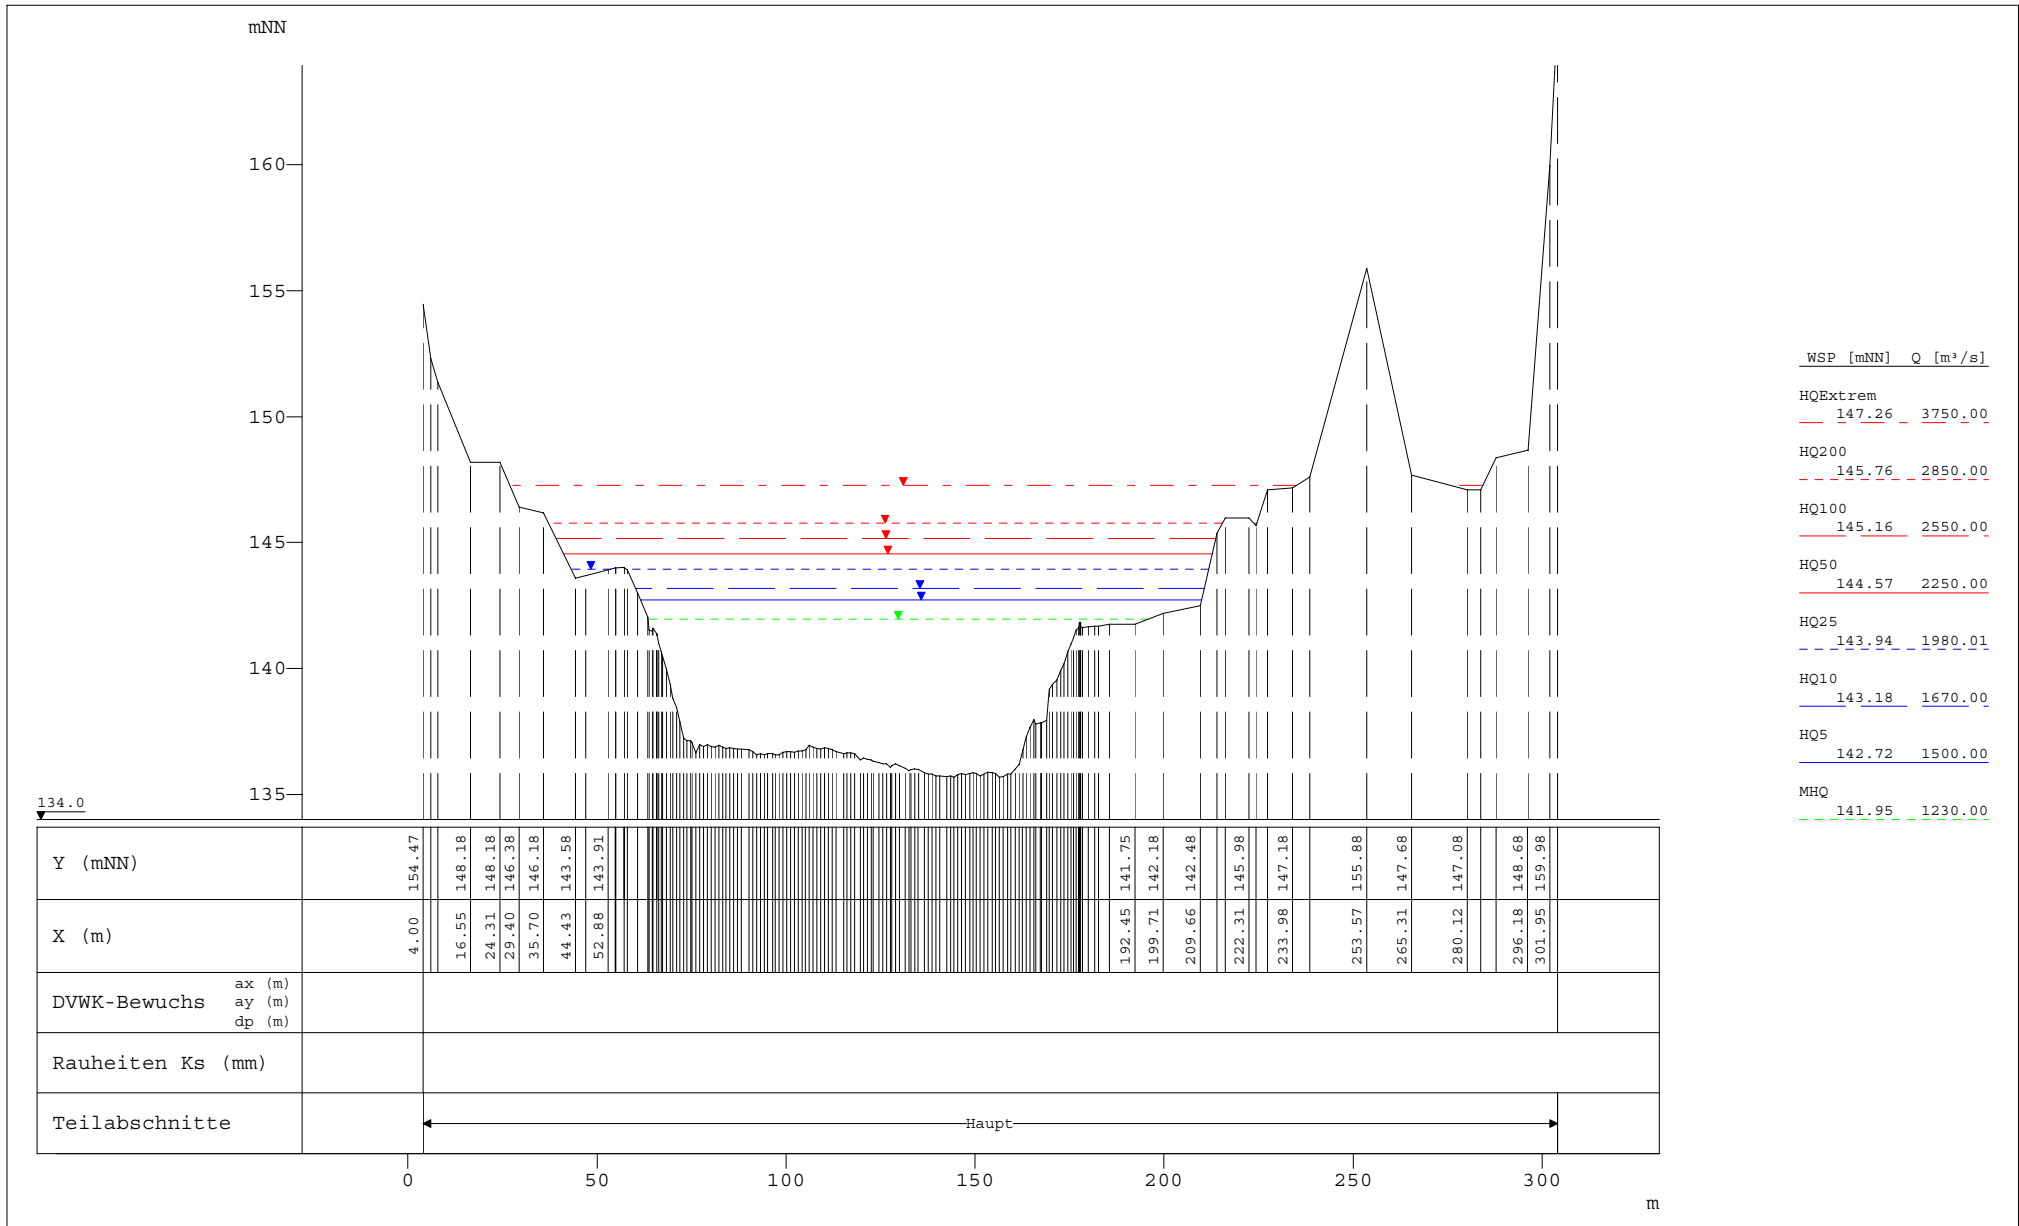 mNN
160
155
150
145
140
135
134.0
WSP [mNN] Q [m³/s]
HQExtrem
147.26 3750.00
HQ200
145.76 2850.00
HQ100
145.16 2550.00
HQ50
144.57 2250.00
HQ25
143.94 1980.01
HQ10
143.18 1670.00
HQ5
142.72 1500.00
MHQ
141.95 1230.00
Y (mNN) 154.47 148.18 148.18 146.38 146.18 143.58 143.91 141.75 142.18 142.48 145.98 147.18 155.88 147.68 147.08 148.68 159.98
X (m) 4.00 16.55 24.31 29.40 35.70 44.43 52.88 192.45 199.71 209.66 222.31 233.98 253.57 265.31 280.12 296.18 301.95
DVWK-Bewuchs
ax (m)
ay (m)
dp (m)
Rauheiten Ks (mm)
Teilabschnitte
Haupt
0 50 100 150 200 250 300
m